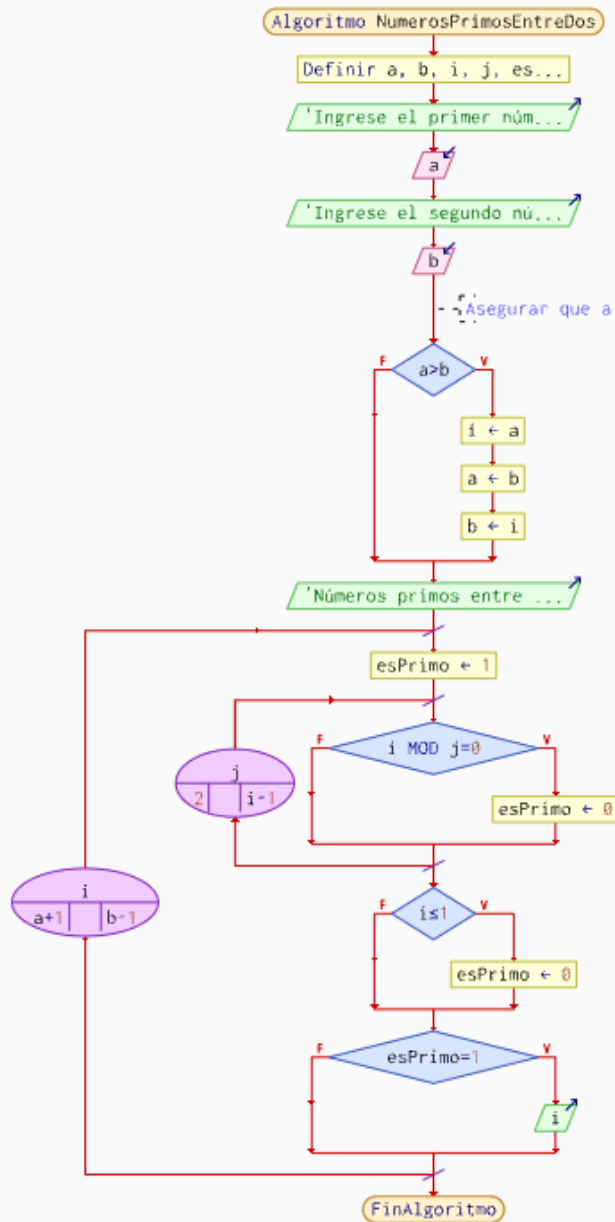 Algoritmo NumerosPrimosEntreDos
Definir a, b, i, j, es...
'Ingrese el primer núm...
a
'Ingrese el segundo nú...
b
Asegurar que a
F
a>b
V
i ← a
a ← b
b ← i
'Números primos entre ...
esPrimo ← 1
F
i MOD j=0
V
j
2
i-1
esPrimo ← 0
i
a+1
b-1
F
i≤1
V
esPrimo ← 0
F
esPrimo=1
V
i
FinAlgoritmo